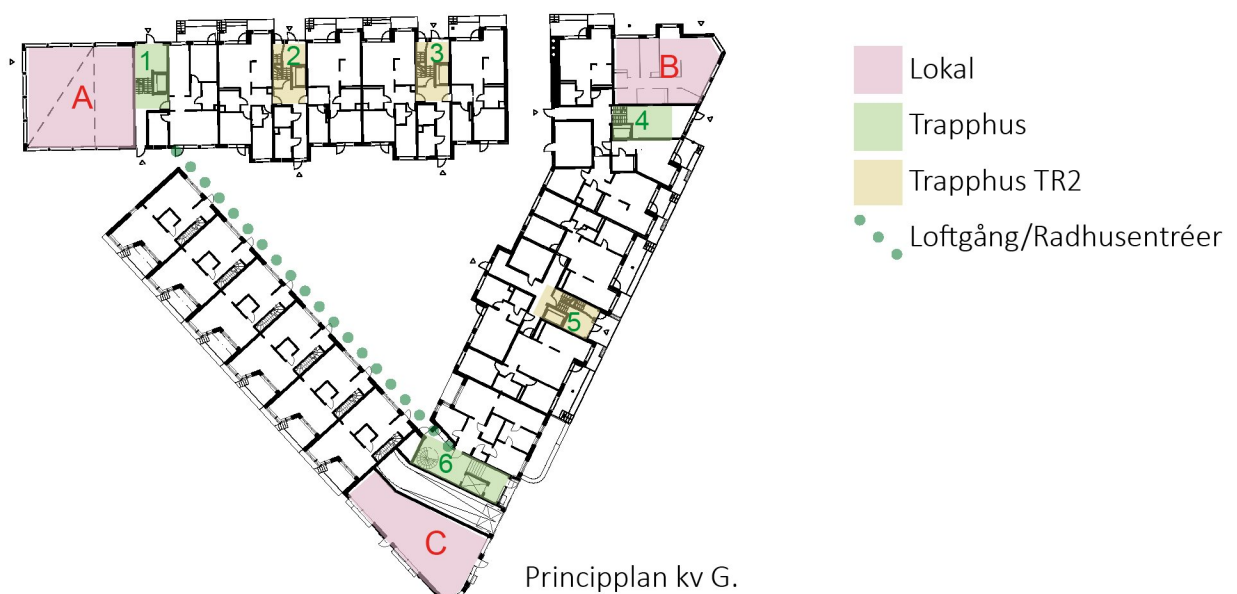 1
2
3
A
B
4
5
6
C
Principplan kv G.
Lokal
Trapphus
Trapphus TR2
Loftgång/Radhusentréer